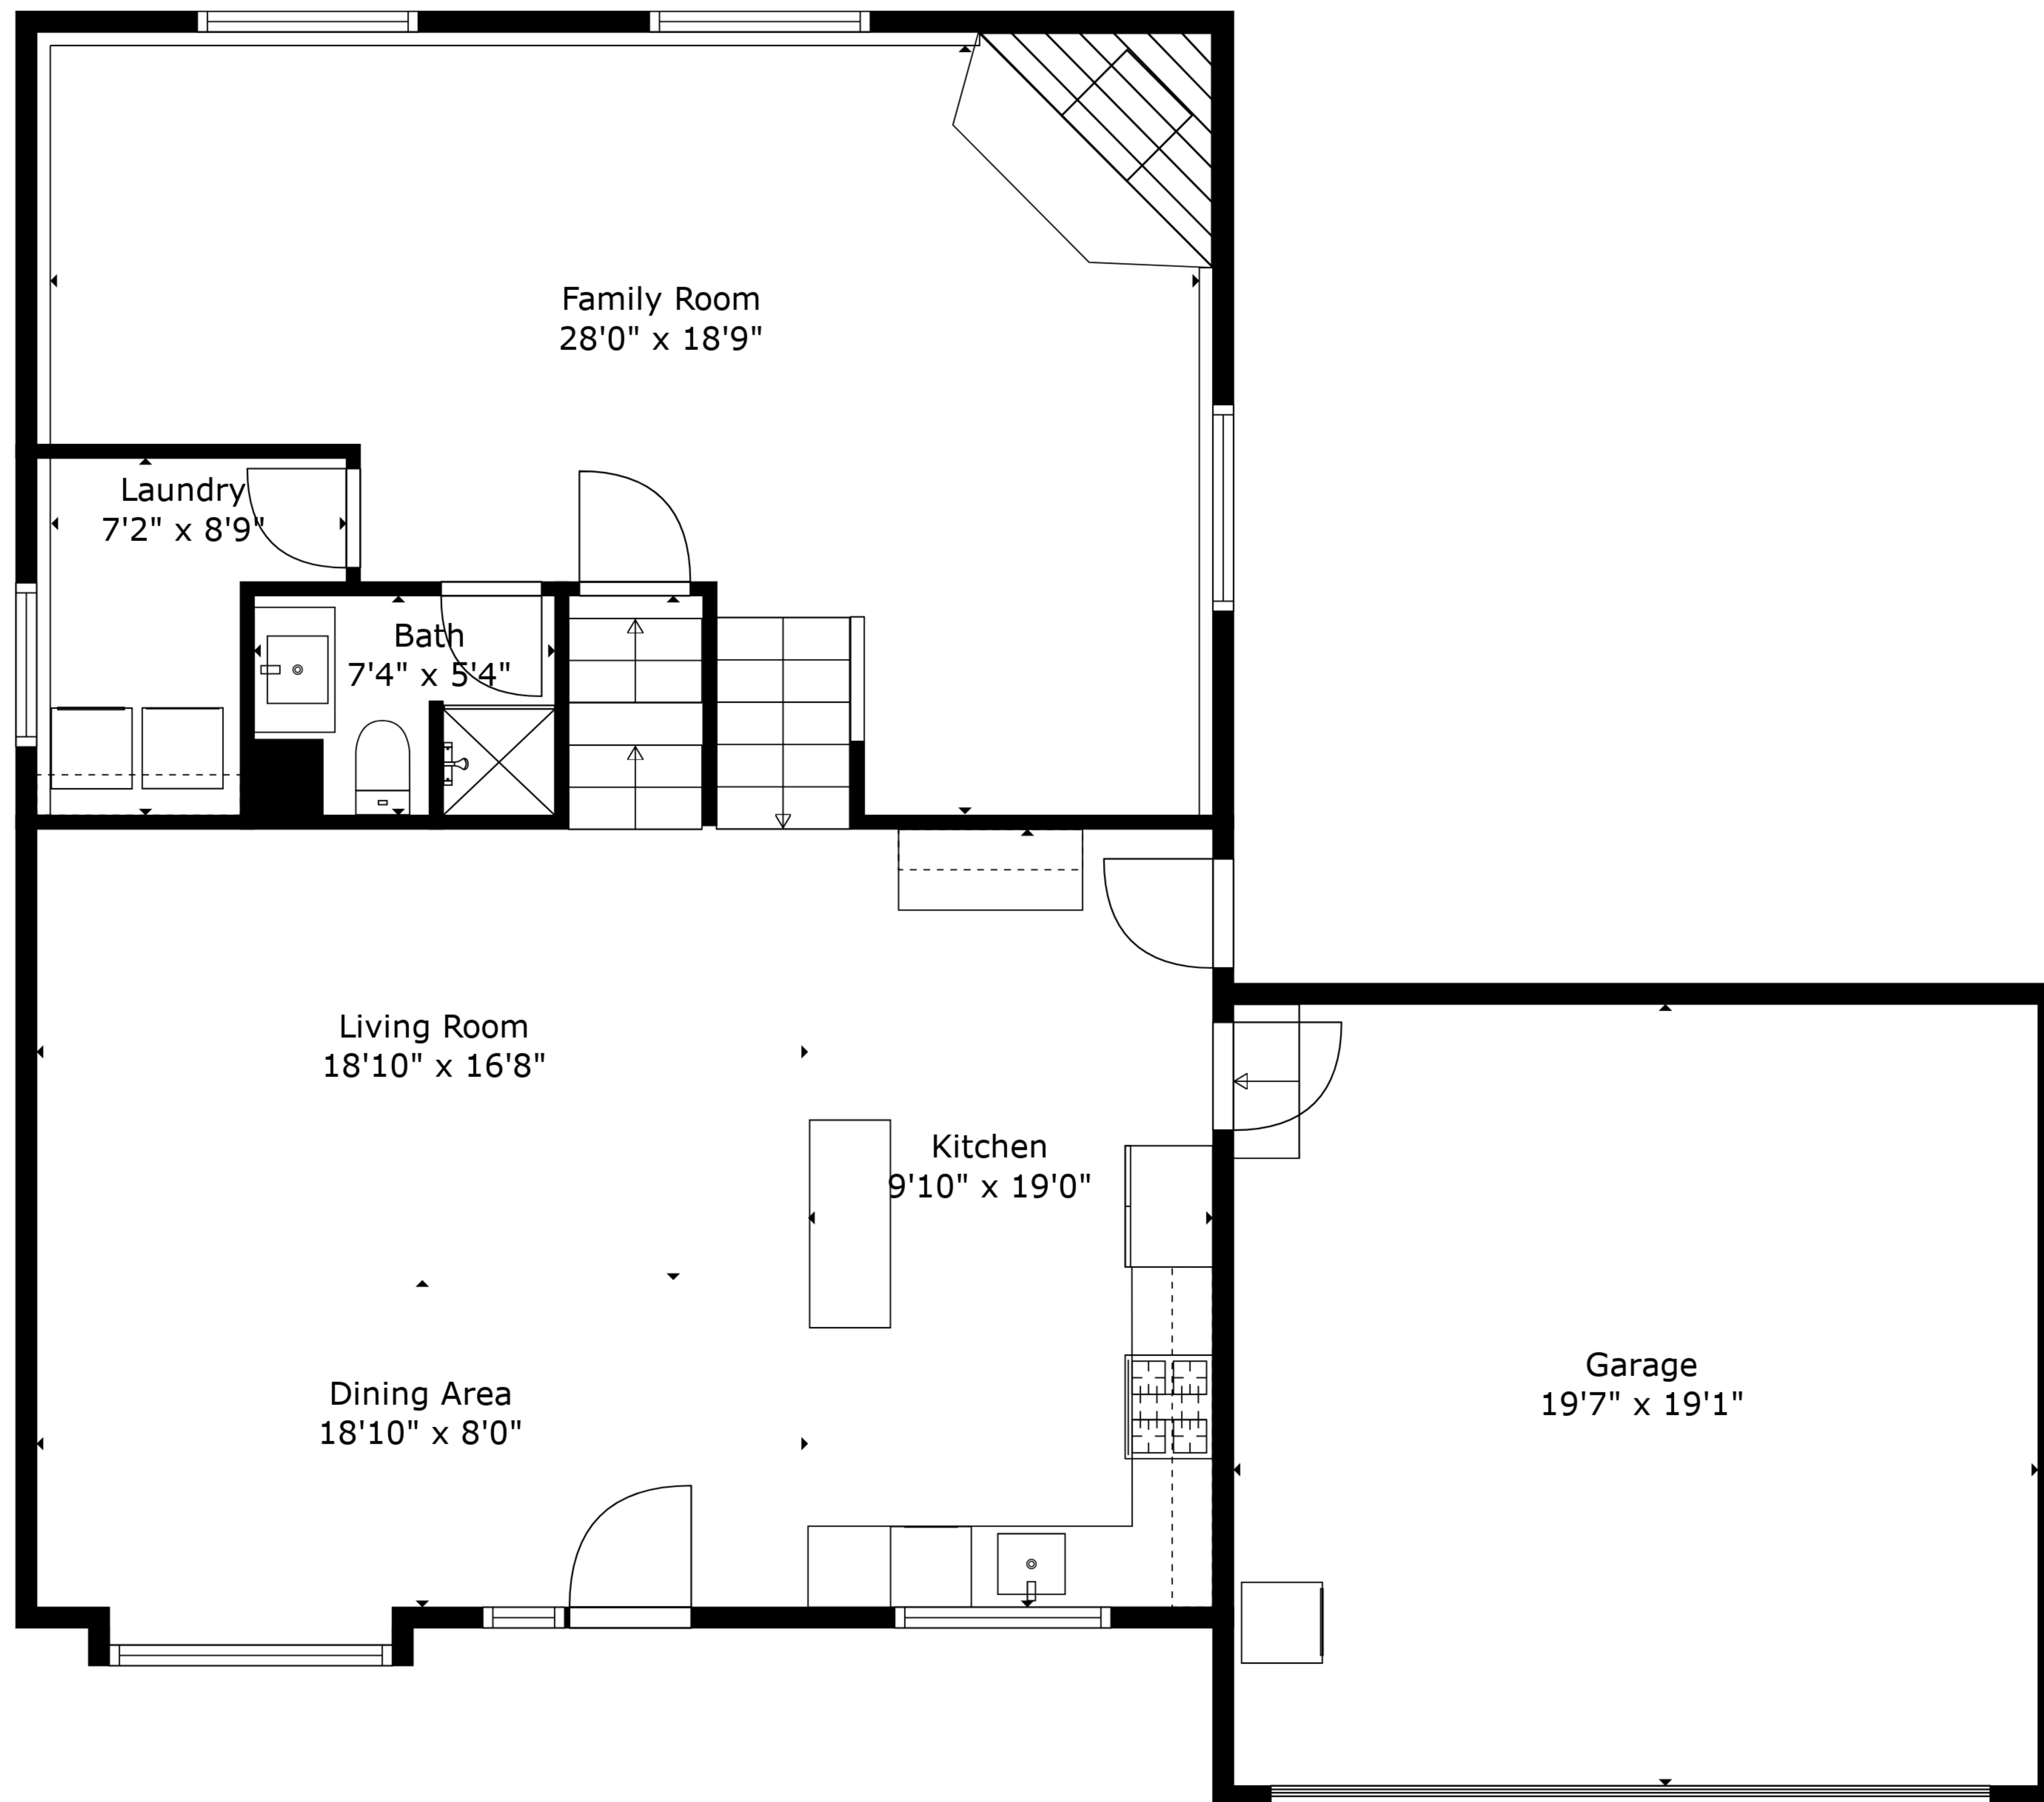 Family Room
28'0" x 18'9"
Laundry
7'2" x 8'9"
Bath
7'4" x 5'4"
Living Room
18'10" x 16'8"
Kitchen
9'10" x 19'0"
Dining Area
18'10" x 8'0"
Garage
19'7" x 19'1"